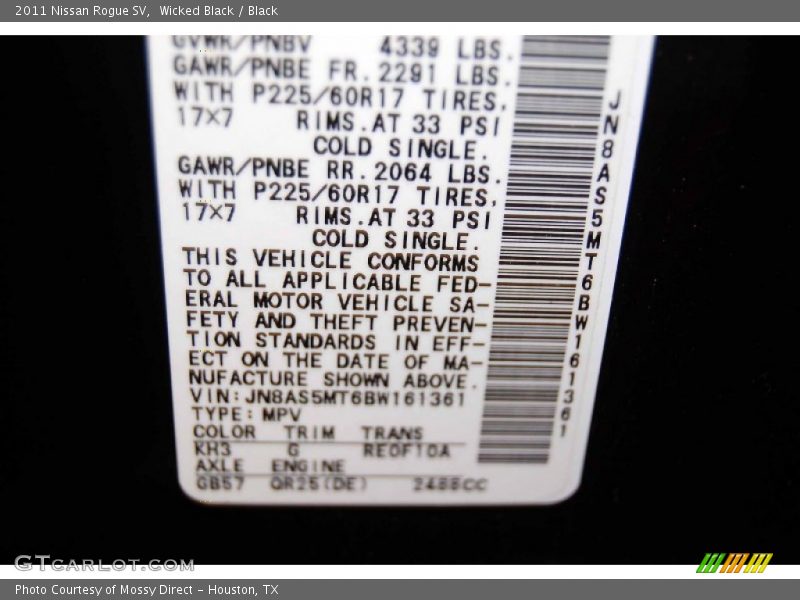 2011 Nissan Rogue SV,  Wicked Black / Black
GVWR/PNBV 4339 LBS.
GAWR/PNBE FR.2291 LBS.
WITH P225/60R17 TIRES,
17×7 RIMS.AT 33 PSI
COLD SINGLE.
GAWR/PNBE RR.2064 LBS.
WITH P225/60R17 TIRES,
17×7 RIMS.AT 33 PSI
COLD SINGLE.
THIS VEHICLE CONFORMS
TO ALL APPLICABLE FED-
ERAL MOTOR VEHICLE SA-
FETY AND THEFT PREVEN-
TION STANDARDS IN EFF-
ECT ON THE DATE OF MA-
NUFACTURE SHOWN ABOVE.
VIN:JN8AS5MT6BW161361
TYPE:MPV
COLOR TRIM TRANS
KH3 G RE0F10A
AXLE ENGINE
GB57 QR25(DE) 2488CC
JN8AS5MT6BW161361
GTCARLOT.COM
Photo Courtesy of Mossy Direct - Houston, TX